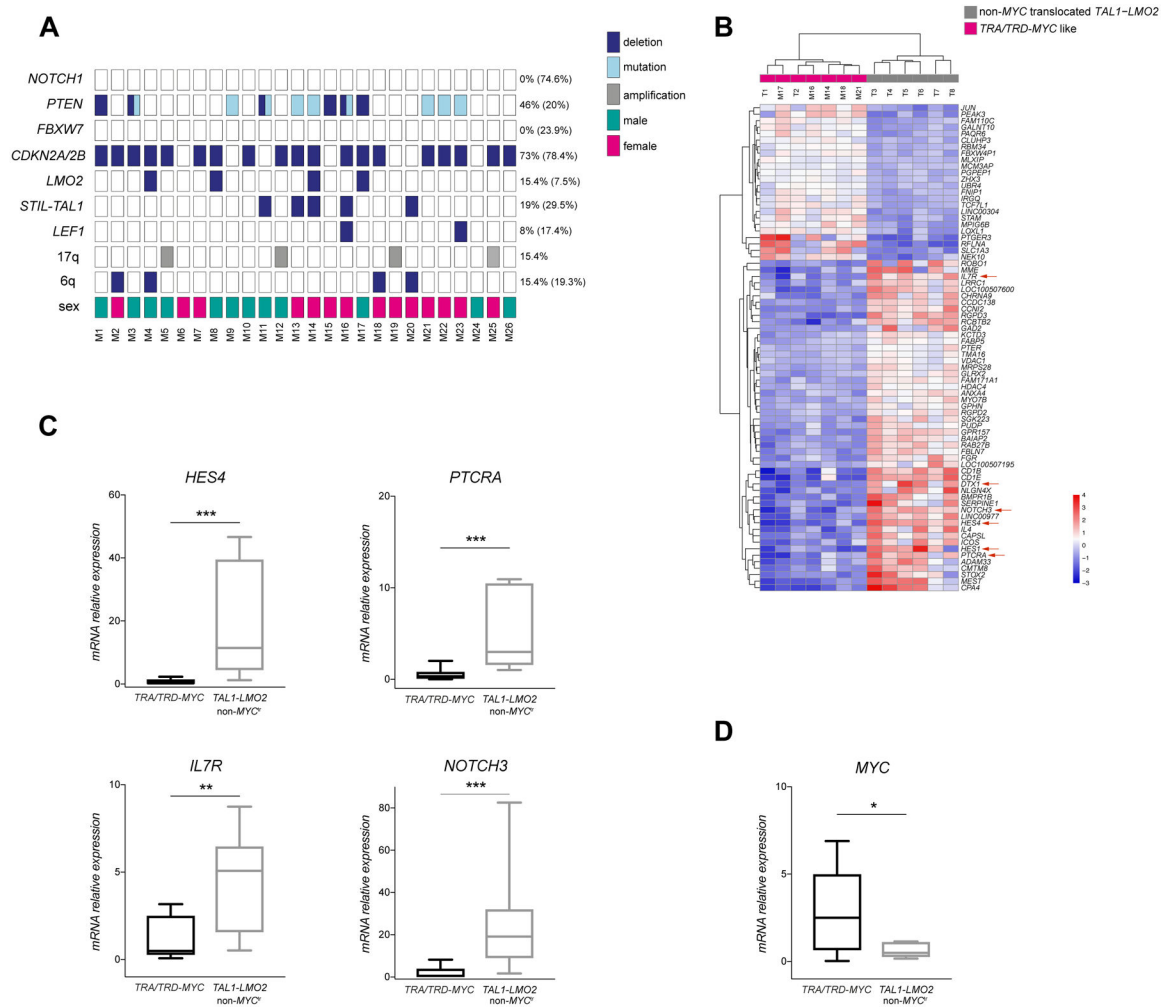 A
deletion
mutation
amplification
male
female
NOTCH1 0% (74.6%)
PTEN 46% (20%)
FBXW7 0% (23.9%)
CDKN2A/2B 73% (78.4%)
LMO2 15.4% (7.5%)
STIL-TAL1 19% (29.5%)
LEF1 8% (17.4%)
17q 15.4%
6q 15.4% (19.3%)
sex
M1 M2 M3 M4 M5 M6 M7 M8 M9 M10 M11 M12 M13 M14 M15 M16 M17 M18 M19 M20 M21 M22 M23 M24 M25 M26
B
non-MYC translocated TAL1−LMO2
TRA/TRD-MYC like
T1 M17 T2 M16 M14 M18 M21 T3 T4 T5 T6 T7 T8
JUN
PEAK3
FAM110C
GALNT10
PAQR6
CLUHP3
RBM34
FBXW4P1
MLXIP
MCM3AP
PGPEP1
ZHX3
UBR4
FNIP1
IRGQ
TCF7L1
LINC00304
STAM
MPIG6B
LOXL1
PTGER3
RFLNA
SLC1A3
NEK10
ROBO1
MME
IL7R
LRRC1
LOC100507600
CHRNA9
CCDC138
CCNI2
RGPD3
RCBTB2
GAD2
KCTD3
FABP5
PTER
TMA16
VDAC1
MRPS28
GLRX2
FAM171A1
HDAC4
ANXA4
MYO7B
GPHN
RGPD2
SGK223
PUDP
GPR157
BAIAP2
RAB27B
FBLN7
FGR
LOC100507195
CD1B
CD1E
DTX1
NLGN4X
BMPR1B
SERPINE1
NOTCH3
LINC00977
HES4
IL4
CAPSL
ICOS
HES1
PTCRA
ADAM33
CMTM8
STOX2
MEST
CPA4
4
3
2
1
0
−1
−2
−3
C
HES4
mRNA relative expression
60
40
20
0
***
TRA/TRD-MYC TAL1-LMO2
non-MYCtr
PTCRA
mRNA relative expression
20
10
0
***
TRA/TRD-MYC TAL1-LMO2
non-MYCtr
IL7R
mRNA relative expression
10
5
0
**
TRA/TRD-MYC TAL1-LMO2
non-MYCtr
NOTCH3
mRNA relative expression
100
80
60
40
20
0
***
TRA/TRD-MYC TAL1-LMO2
non-MYCtr
D
MYC
mRNA relative expression
10
5
0
*
TRA/TRD-MYC TAL1-LMO2
non-MYCtr